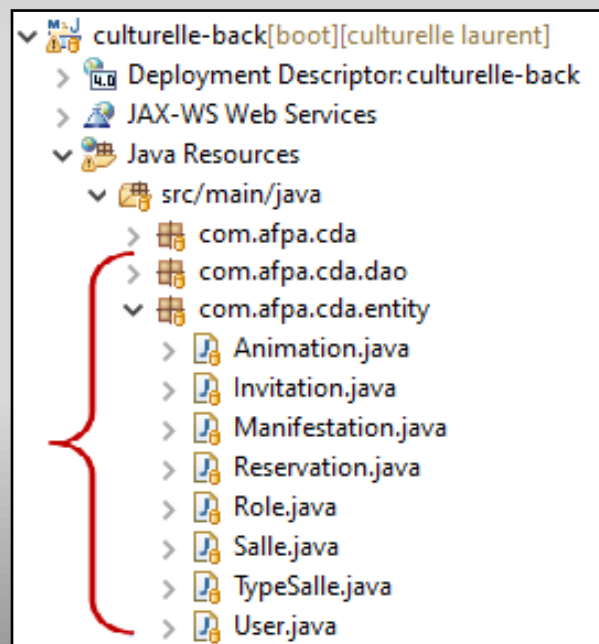 culturelle-back[boot][culturelle laurent]
Deployment Descriptor: culturelle-back
JAX-WS Web Services
Java Resources
src/main/java
com.afpa.cda
com.afpa.cda.dao
com.afpa.cda.entity
Animation.java
Invitation.java
Manifestation.java
Reservation.java
Role.java
Salle.java
TypeSalle.java
User.java